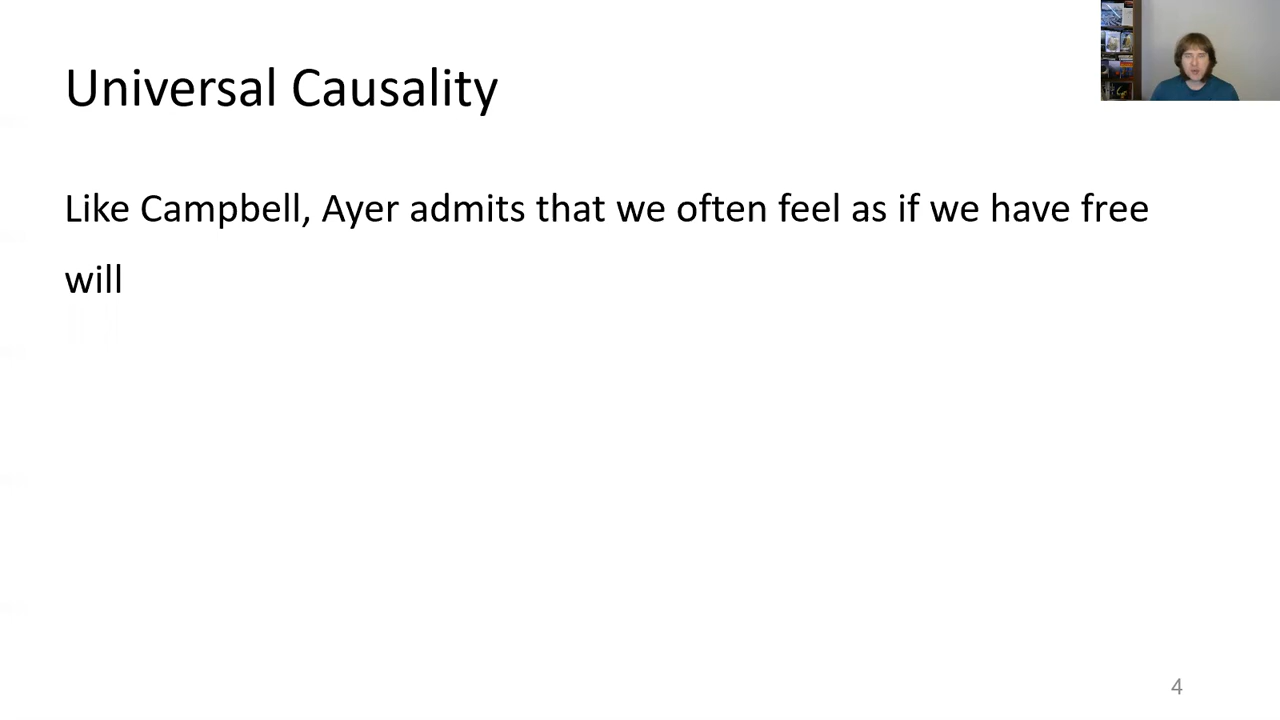 Universal Causality
Like Campbell, Ayer admits that we often feel as if we have free
will
4